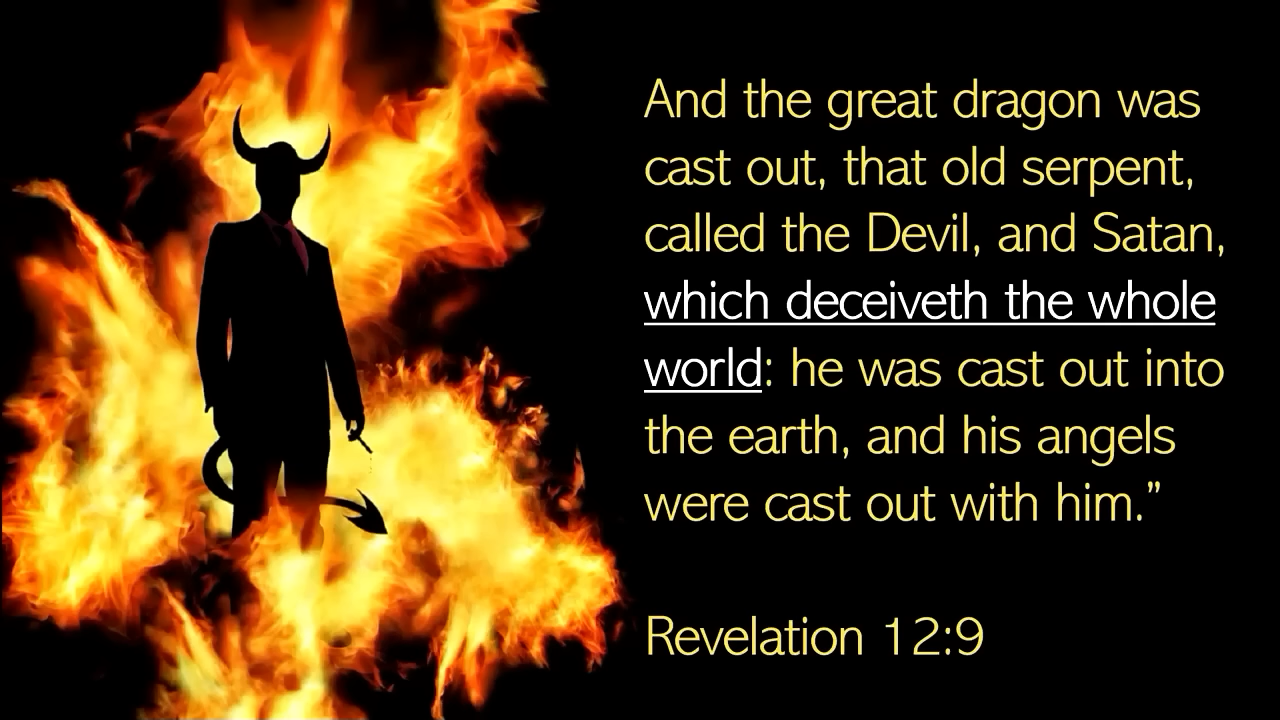 And the great dragon was
cast out, that old serpent,
called the Devil, and Satan,
which deceiveth the whole
world: he was cast out into
the earth, and his angels
were cast out with him.”
Revelation 12:9